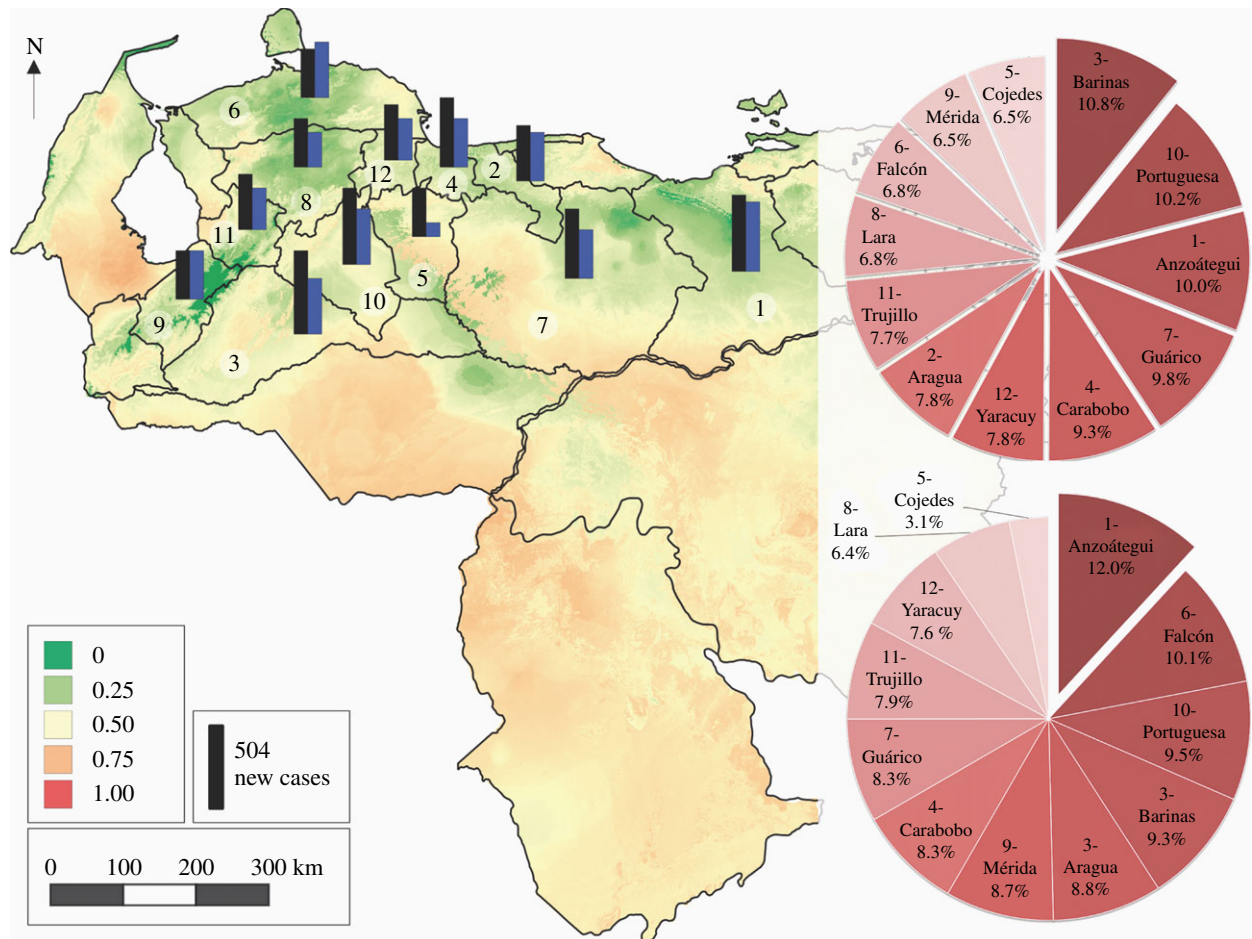 N
6
8
12
4
2
11
9
3
10
5
7
1
0
0.25
0.50
0.75
1.00
504
new cases
0 100 200 300 km
3-
Barinas
10.8%
10-
Portuguesa
10.2%
1-
Anzoátegui
10.0%
7-
Guárico
9.8%
4-
Carabobo
9.3%
12-
Yaracuy
7.8%
2-
Aragua
7.8%
11-
Trujillo
7.7%
8-
Lara
6.8%
6-
Falcón
6.8%
9-
Mérida
6.5%
5-
Cojedes
6.5%
1-
Anzoátegui
12.0%
6-
Falcón
10.1%
10-
Portuguesa
9.5%
3-
Barinas
9.3%
3-
Aragua
8.8%
9-
Mérida
8.7%
4-
Carabobo
8.3%
7-
Guárico
8.3%
11-
Trujillo
7.9%
12-
Yaracuy
7.6 %
8-
Lara
6.4%
5-
Cojedes
3.1%